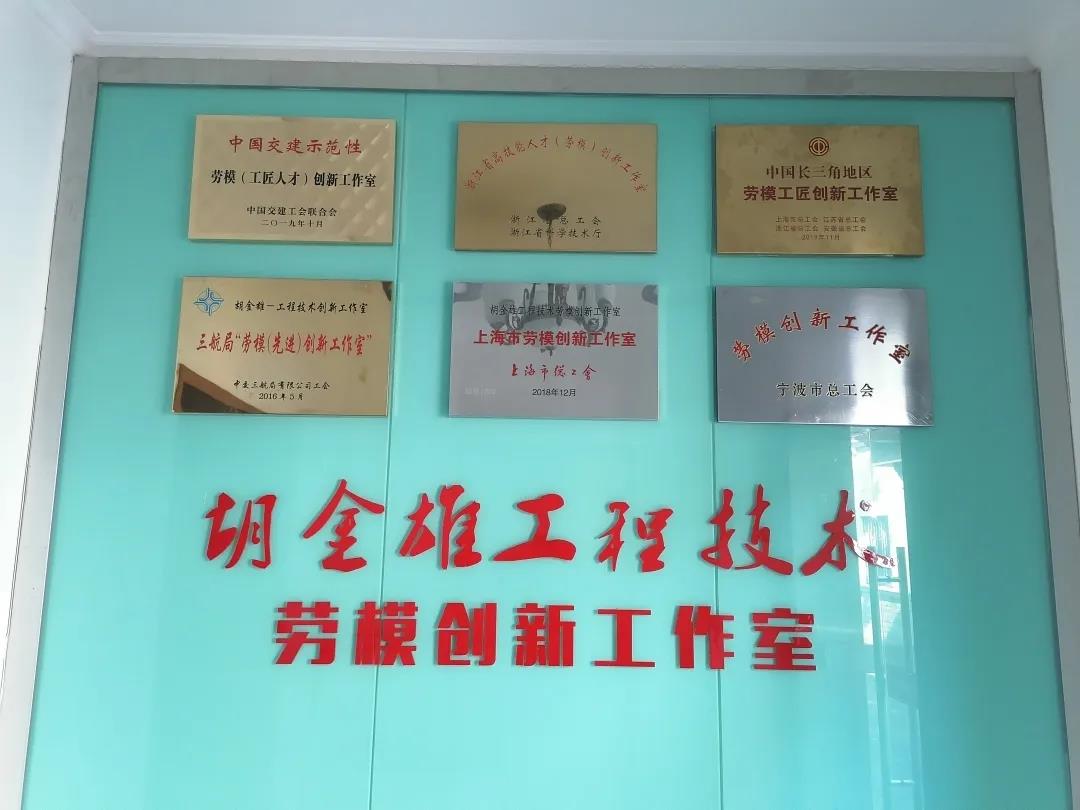 中国交建示范性
劳模（工匠人才）创新工作室
中国交建工会联合会
二〇一九年十月
浙江省高技能人才（劳模）创新工作室
浙江省总工会
浙江省科学技术厅
中国长三角地区
劳模工匠创新工作室
上海市总工会 江苏省总工会
浙江省总工会 安徽省总工会
2019年11月
胡金雄－工程技术创新工作室
三航局“劳模(先进)创新工作室”
中交三航局有限公司工会
2016年5月
胡金雄工程技术劳模创新工作室
上海市劳模创新工作室
上海市总工會
2018年12月
劳模创新工作室
宁波市总工会
胡金雄工程技术
劳模创新工作室